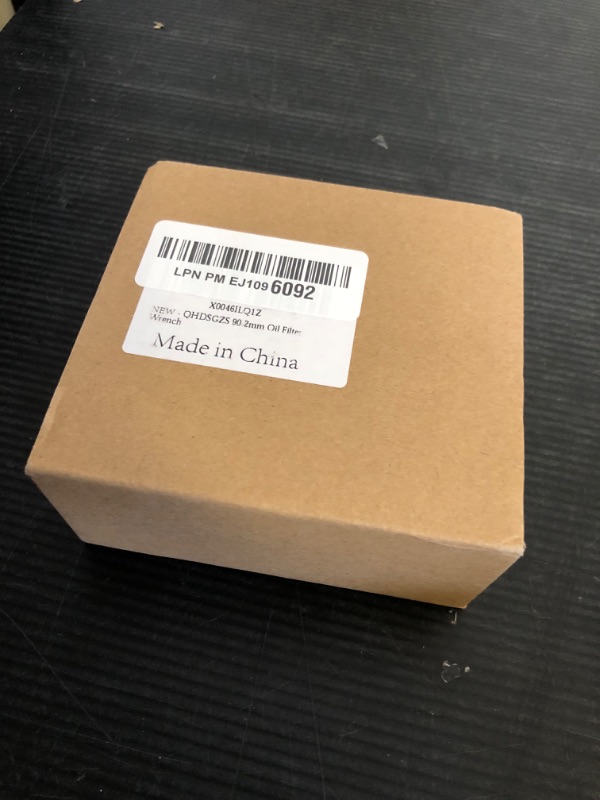 LPN PM EJ109 6092
X0046ILQ1Z
NEW - QHDSGZS 90.2mm Oil Filter
Wrench
Made in China